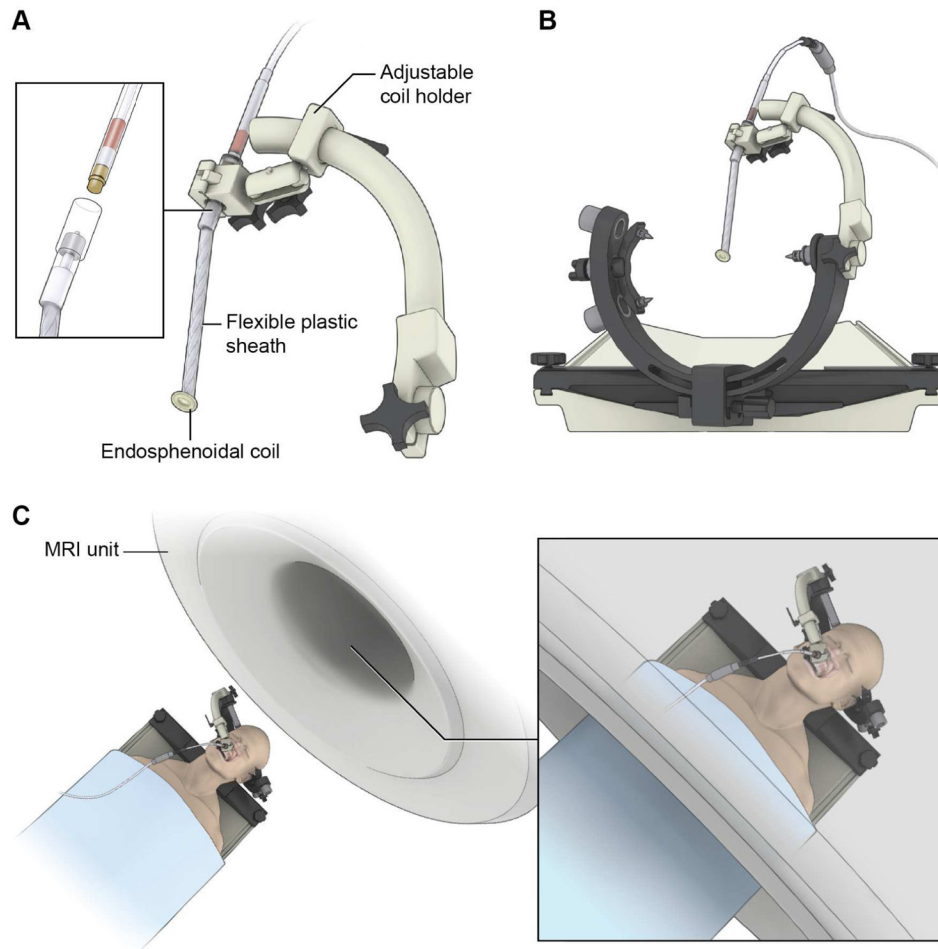 A
B
Adjustable
coil holder
Flexible plastic
sheath
Endosphenoidal coil
C
MRI unit